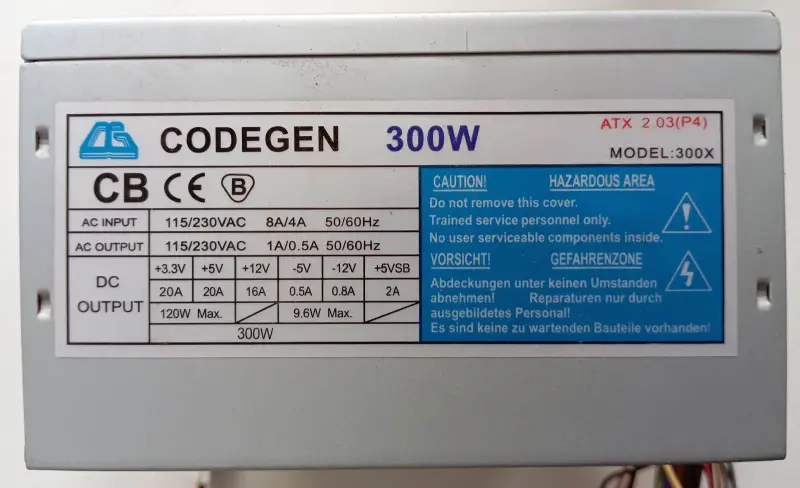 CODEGEN 300W
ATX 2.03(P4)
MODEL:300X
CB CE B
AC INPUT 115/230VAC 8A/4A 50/60Hz
AC OUTPUT 115/230VAC 1A/0.5A 50/60Hz
DC OUTPUT
+3.3V +5V +12V -5V -12V +5VSB
20A 20A 16A 0.5A 0.8A 2A
120W Max. 9.6W Max.
300W
CAUTION! HAZARDOUS AREA
Do not remove this cover.
Trained service personnel only.
No user serviceable components inside.
VORSICHT! GEFAHRENZONE
Abdeckungen unter keinen Umstanden
abnehmen! Reparaturen nur durch
ausgebildetes Personal!
Es sind keine zu wartenden Bauteile vorhanden!